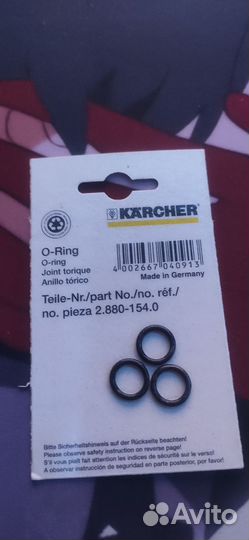 KÄRCHER
O-Ring
O-ring
Joint torique
Anillo tórico
4 002667 040913
Made in Germany
Teile-Nr./part No./no. réf./
no. pieza 2.880-154.0
Bitte Sicherheitshinweis auf der Rückseite beachten!
Please observe safety instruction on reverse page!
S'il vous plaît fait attention les indices de sécurité sur le verso!
A observar instrucción de seguridad en parte posterior, por favor!
Avito